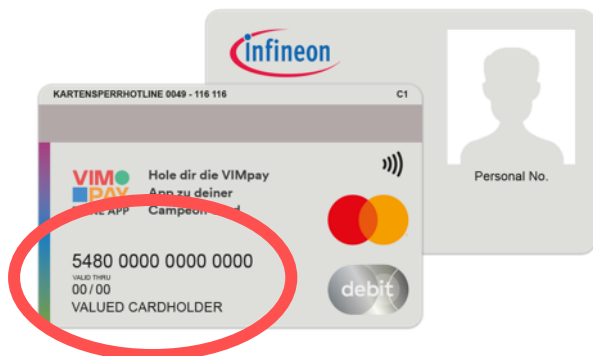 infineon
Personal No.
KARTENSPERRHOTLINE 0049 - 116 116 C1
VIM PAY
Hole dir die VIMpay
App zu deiner
Campeon
APP
5480 0000 0000 0000
VALID THRU
00 / 00
VALUED CARDHOLDER
debit